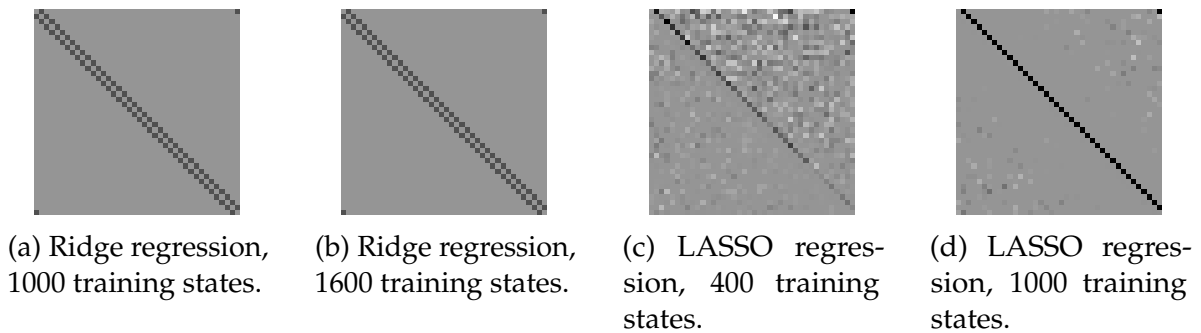 (a) Ridge regression,
1000 training states.
(b) Ridge regression,
1600 training states.
(c) LASSO regres-
sion, 400 training
states.
(d) LASSO regres-
sion, 1000 training
states.